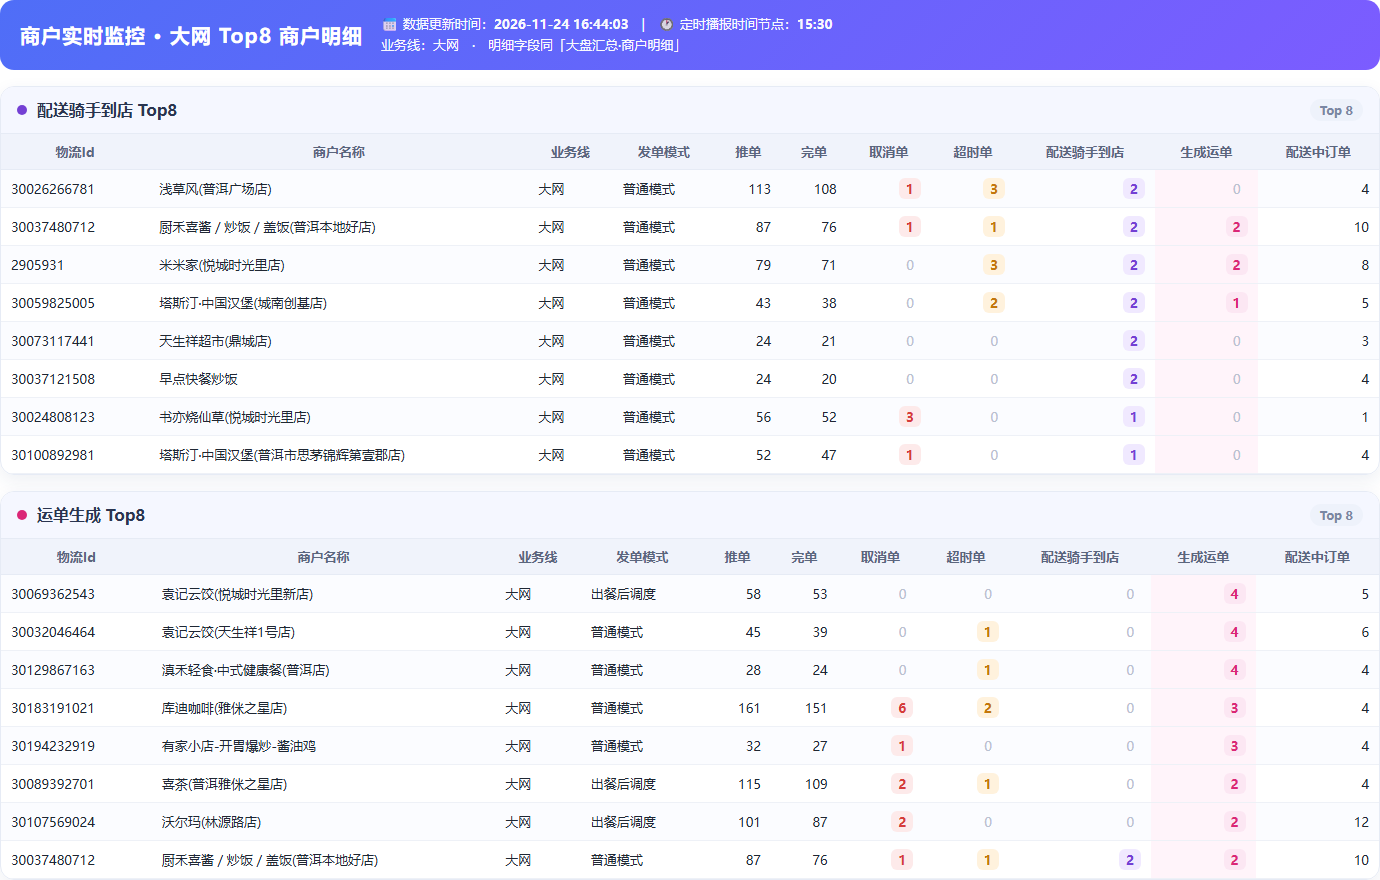 商户实时监控 • 大网 Top8 商户明细
数据更新时间：2026-11-24 16:44:03 | 定时播报时间节点：15:30
业务线：大网 · 明细字段同「大盘汇总·商户明细」
配送骑手到店 Top8 Top 8
物流Id 商户名称 业务线 发单模式 推单 完单 取消单 超时单 配送骑手到店 生成运单 配送中订单
30026266781 浅草风(普洱广场店) 大网 普通模式 113 108 1 3 2 0 4
30037480712 厨禾喜酱 / 炒饭 / 盖饭(普洱本地好店) 大网 普通模式 87 76 1 1 2 2 10
2905931 米米家(悦城时光里店) 大网 普通模式 79 71 0 3 2 2 8
30059825005 塔斯汀·中国汉堡(城南创基店) 大网 普通模式 43 38 0 2 2 1 5
30073117441 天生祥超市(鼎城店) 大网 普通模式 24 21 0 0 2 0 3
30037121508 早点快餐炒饭 大网 普通模式 24 20 0 0 2 0 4
30024808123 书亦烧仙草(悦城时光里店) 大网 普通模式 56 52 3 0 1 0 1
30100892981 塔斯汀·中国汉堡(普洱市思茅锦辉第壹郡店) 大网 普通模式 52 47 1 0 1 0 4
运单生成 Top8 Top 8
物流Id 商户名称 业务线 发单模式 推单 完单 取消单 超时单 配送骑手到店 生成运单 配送中订单
30069362543 袁记云饺(悦城时光里新店) 大网 出餐后调度 58 53 0 0 0 4 5
30032046464 袁记云饺(天生祥1号店) 大网 普通模式 45 39 0 1 0 4 6
30129867163 滇禾轻食·中式健康餐(普洱店) 大网 普通模式 28 24 0 1 0 4 4
30183191021 库迪咖啡(雅侎之星店) 大网 普通模式 161 151 6 2 0 3 4
30194232919 有家小店-开胃爆炒-酱油鸡 大网 普通模式 32 27 1 0 0 3 4
30089392701 喜茶(普洱雅侎之星店) 大网 出餐后调度 115 109 2 1 0 2 4
30107569024 沃尔玛(林源路店) 大网 出餐后调度 101 87 2 0 0 2 12
30037480712 厨禾喜酱 / 炒饭 / 盖饭(普洱本地好店) 大网 普通模式 87 76 1 1 2 2 10